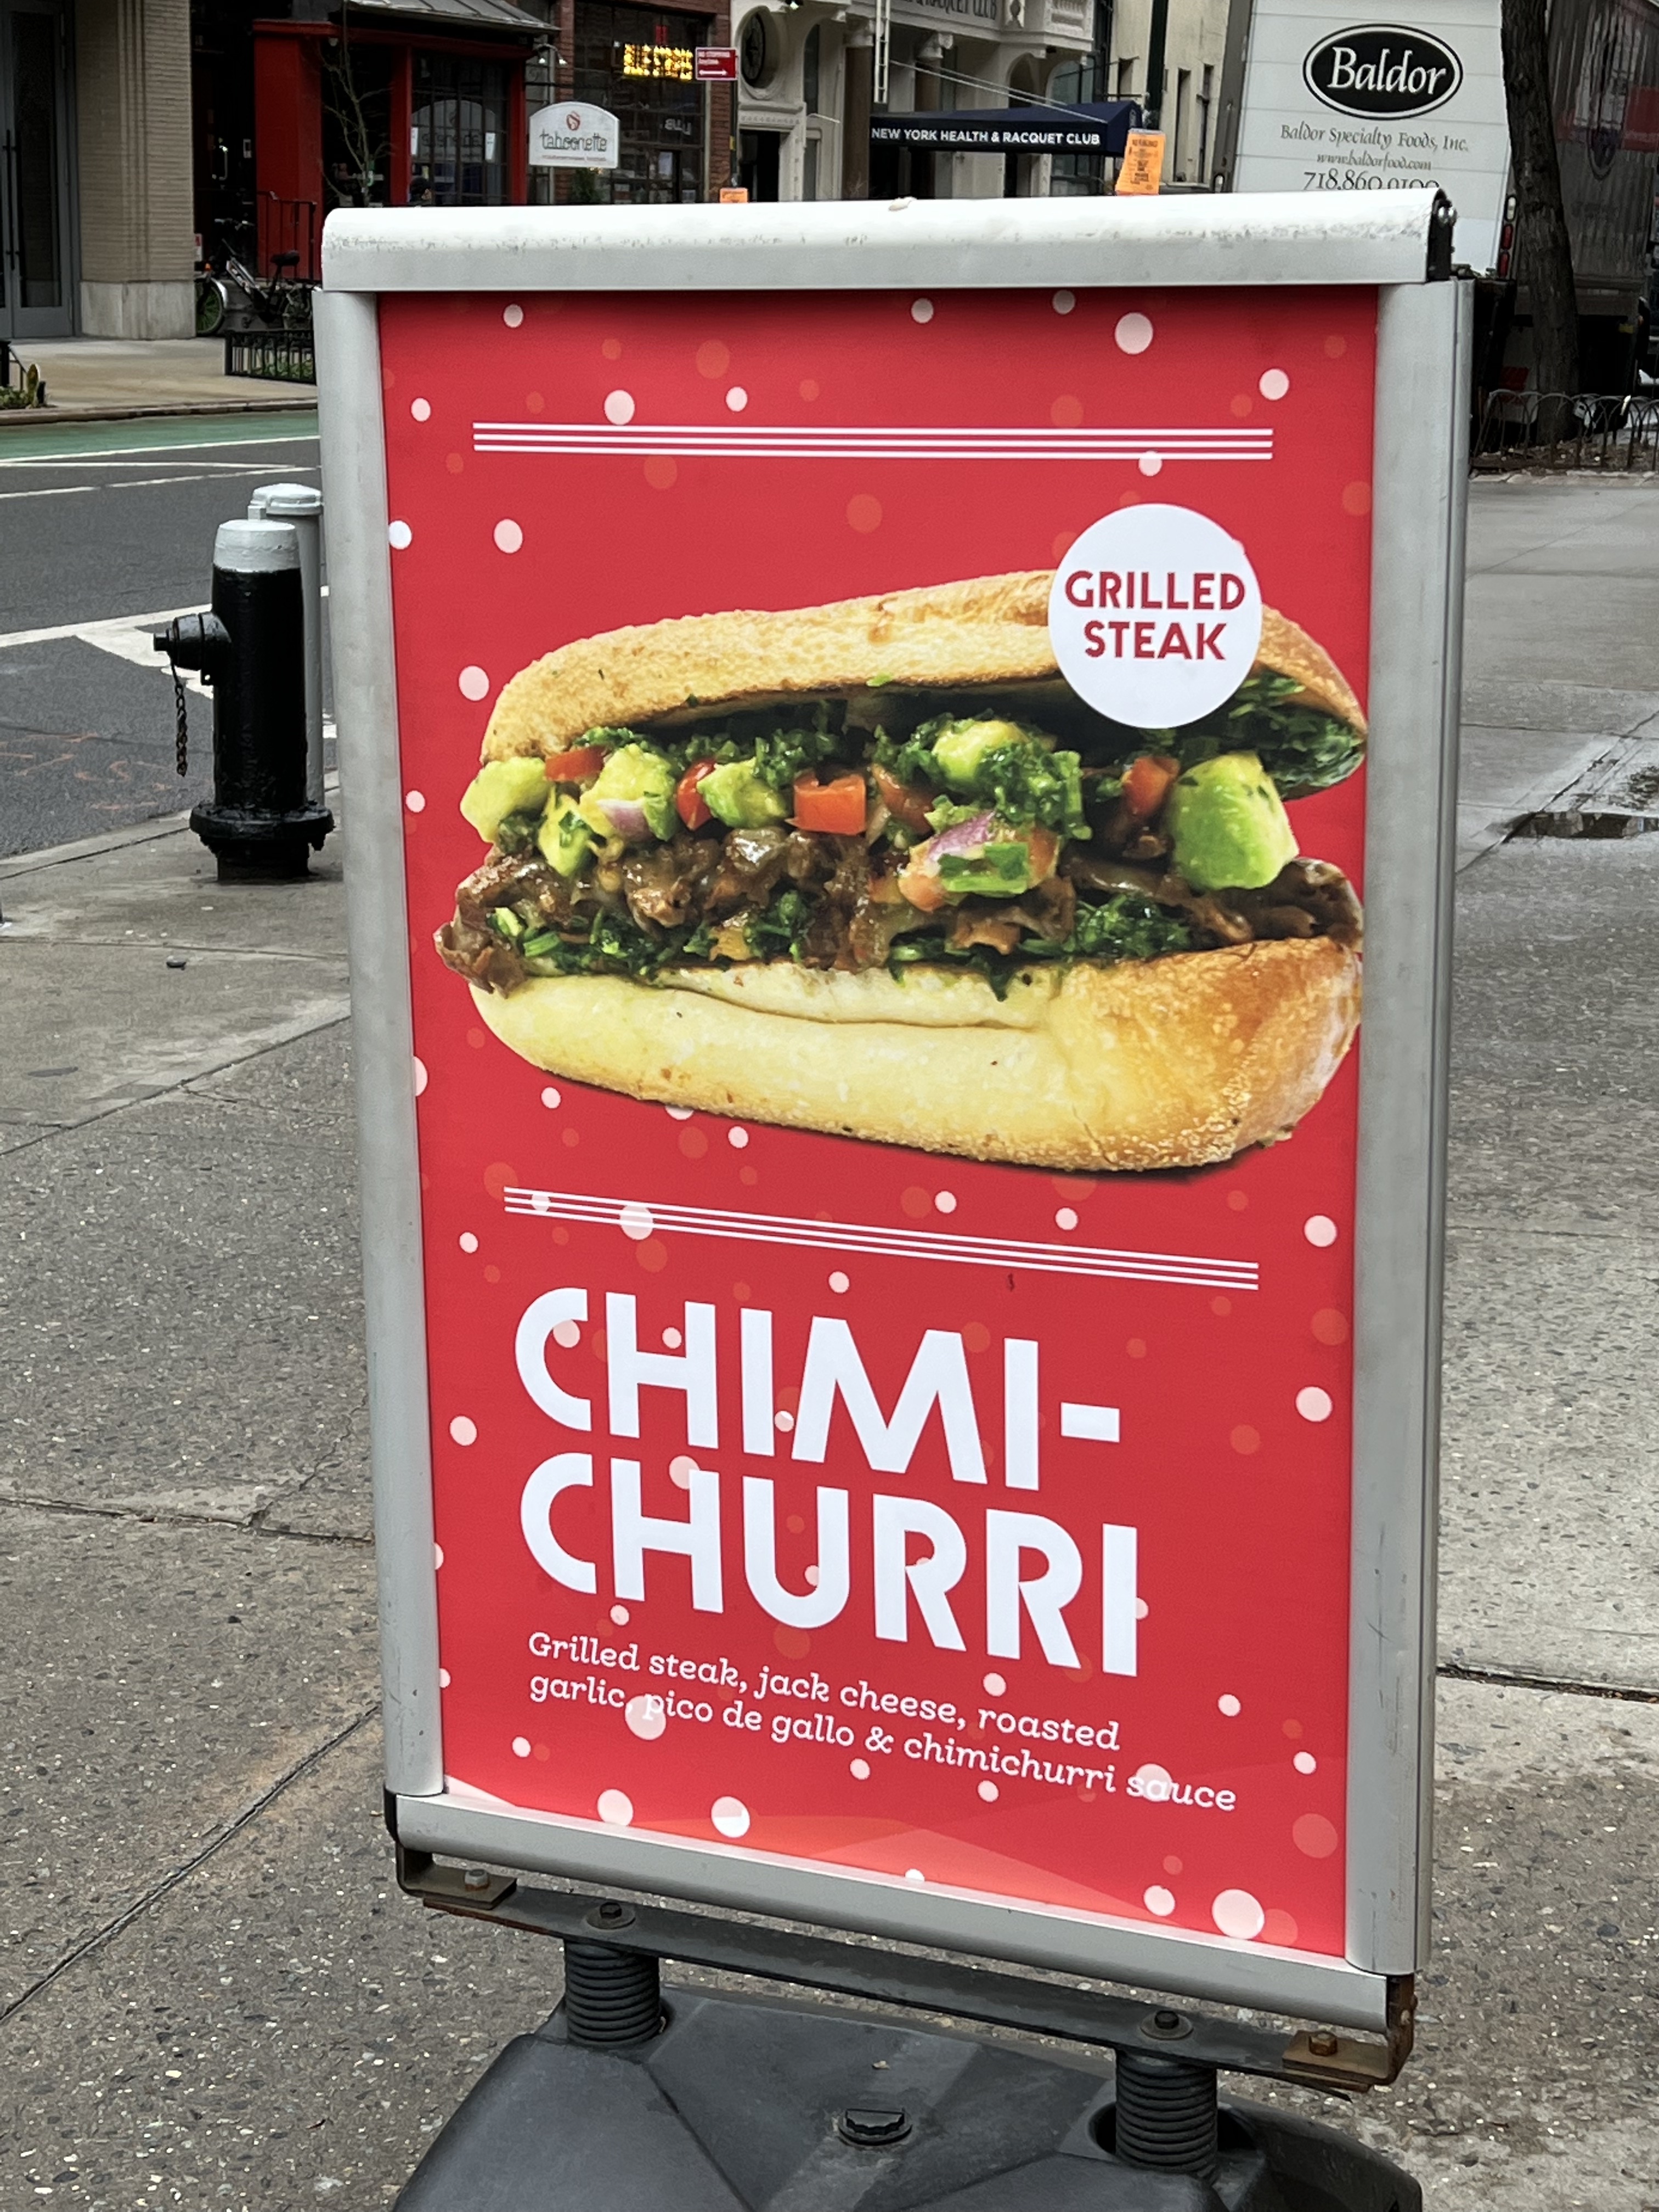 taboonette
NEW YORK HEALTH & RACQUET CLUB
Baldor
Baldor Specialty Foods, Inc.
www.baldorfood.com
718.860.9100
GRILLED
STEAK
CHIMI-
CHURRI
Grilled steak, jack cheese, roasted
garlic, pico de gallo & chimichurri sauce